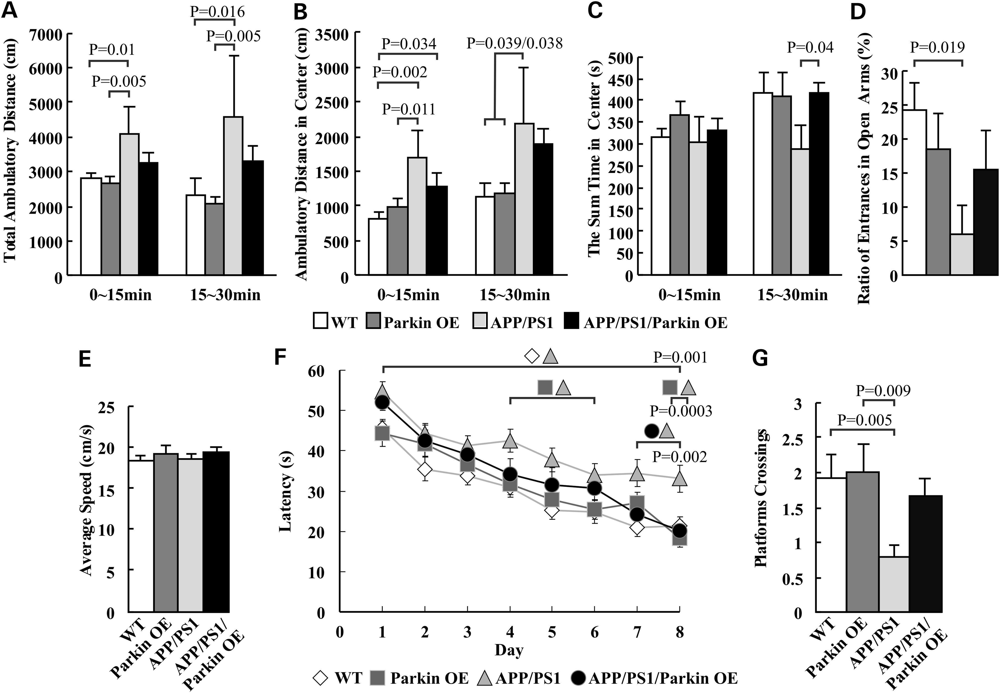 A
Total Ambulatory Distance (cm)
7000
6000
5000
4000
3000
2000
1000
0
P=0.016
P=0.005
P=0.01
P=0.005
0~15min
15~30min
B
Ambulatory Distance in Center (cm)
3500
3000
2500
2000
1500
1000
500
0
P=0.034
P=0.002
P=0.011
P=0.039/0.038
0~15min
15~30min
C
The Sum Time in Center (s)
500
450
400
350
300
250
200
150
100
50
0
P=0.04
0~15min
15~30min
D
Ratio of Entrances in Open Arms (%)
30
25
20
15
10
5
0
P=0.019
WT
Parkin OE
APP/PS1
APP/PS1/Parkin OE
E
Average Speed (cm/s)
25
20
15
10
5
0
WT
Parkin OE
APP/PS1
APP/PS1/
Parkin OE
F
Latency (s)
60
50
40
30
20
10
0
P=0.001
P=0.0003
P=0.002
0 1 2 3 4 5 6 7 8
Day
WT
Parkin OE
APP/PS1
APP/PS1/Parkin OE
G
Platforms Crossings
3
2.5
2
1.5
1
0.5
0
P=0.009
P=0.005
WT
Parkin OE
APP/PS1
APP/PS1/
Parkin OE